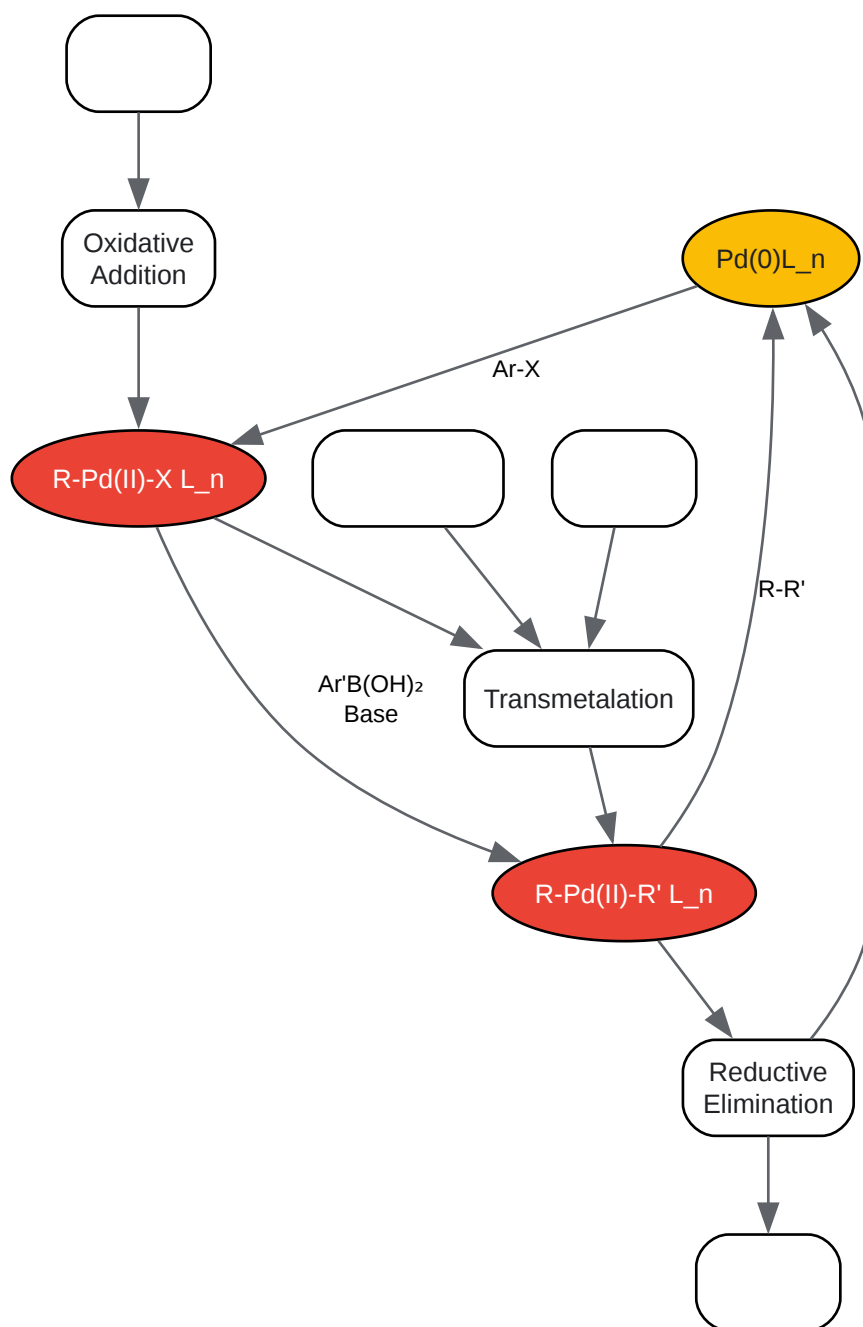 Oxidative
Addition
Pd(0)L_n
Ar-X
R-Pd(II)-X L_n
R-R'
Ar'B(OH)₂
Base
Transmetalation
R-Pd(II)-R' L_n
Reductive
Elimination